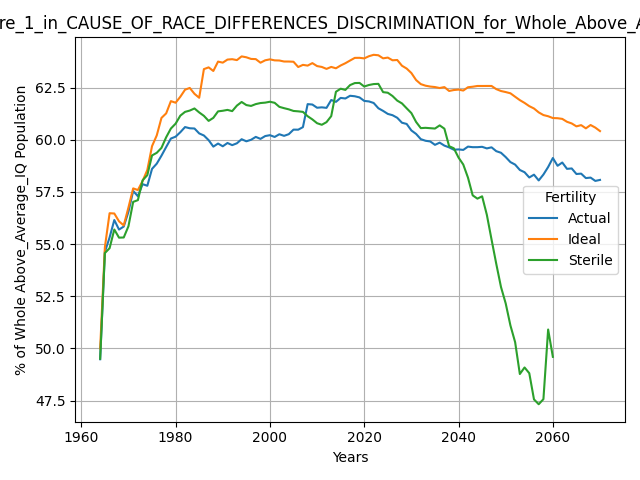 re_1_in_CAUSE_OF_RACE_DIFFERENCES_DISCRIMINATION_for_Whole_Above_A
% of Whole Above_Average_IQ Population
62.5
60.0
57.5
55.0
52.5
50.0
47.5
Fertility
Actual
Ideal
Sterile
1960 1980 2000 2020 2040 2060
Years